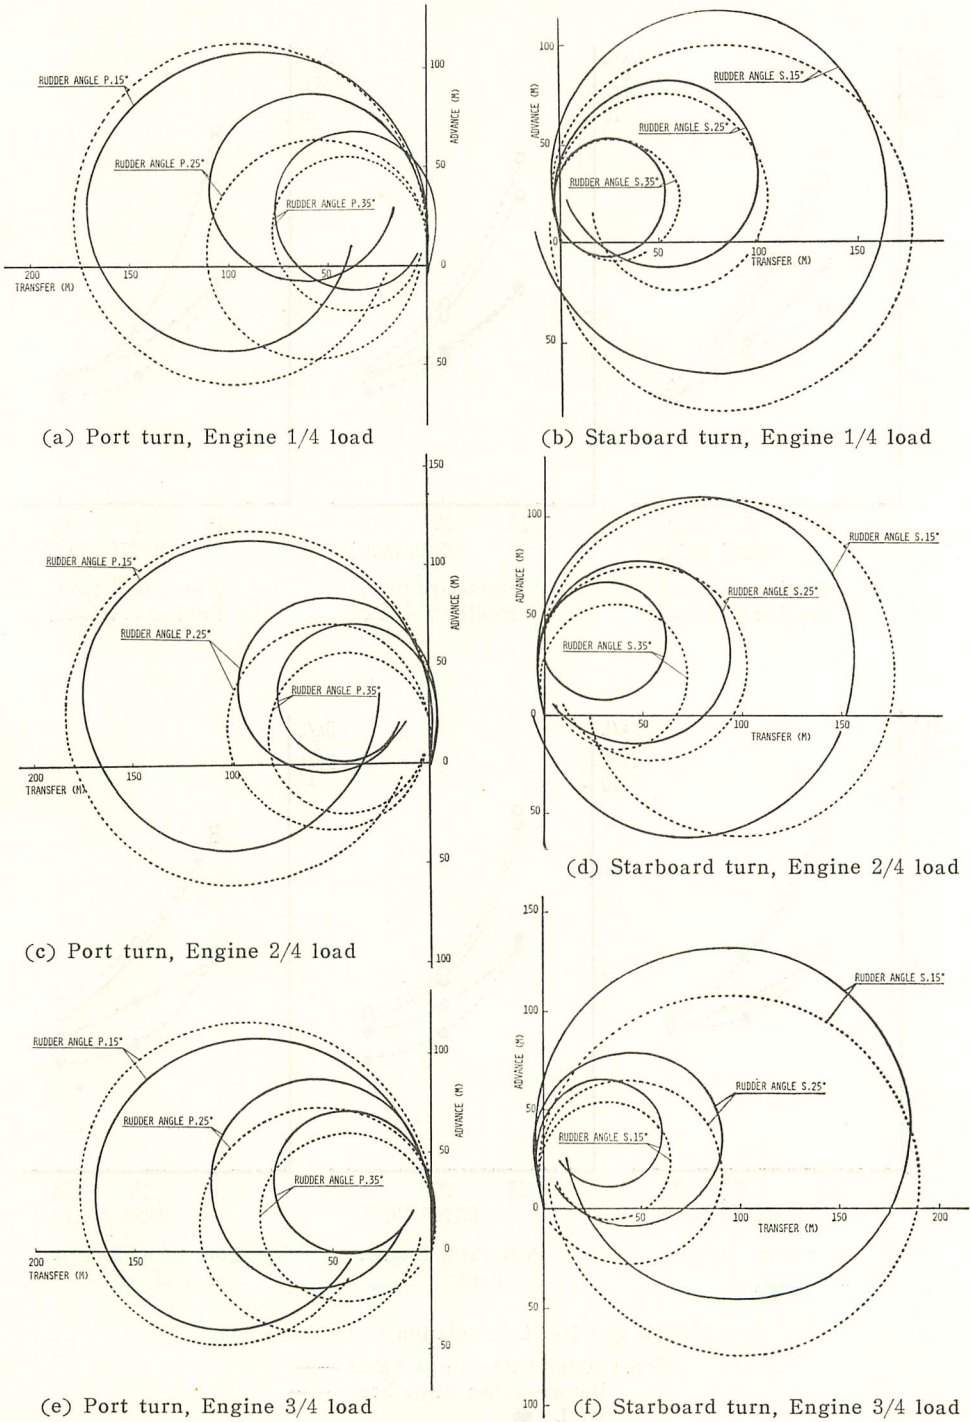 RUDDER ANGLE P.15°
RUDDER ANGLE P.25°
RUDDER ANGLE P.35°
ADVANCE (M)
100
50
0
50
200
150
100
50
TRANSFER (M)
(a) Port turn, Engine 1/4 load
RUDDER ANGLE S.15°
RUDDER ANGLE S.25°
RUDDER ANGLE S.35°
ADVANCE (M)
100
50
0
50
50
100
150
TRANSFER (M)
(b) Starboard turn, Engine 1/4 load
RUDDER ANGLE P.15°
RUDDER ANGLE P.25°
RUDDER ANGLE P.35°
ADVANCE (M)
150
100
50
0
50
100
200
150
100
50
TRANSFER (M)
(c) Port turn, Engine 2/4 load
RUDDER ANGLE S.15°
RUDDER ANGLE S.25°
RUDDER ANGLE S.35°
ADVANCE (M)
100
50
0
50
50
100
150
TRANSFER (M)
(d) Starboard turn, Engine 2/4 load
RUDDER ANGLE P.15°
RUDDER ANGLE P.25°
RUDDER ANGLE P.35°
ADVANCE (M)
100
50
0
50
200
150
50
TRANSFER (M)
(e) Port turn, Engine 3/4 load
RUDDER ANGLE S.15°
RUDDER ANGLE S.25°
RUDDER ANGLE S.15°
ADVANCE (M)
150
100
50
0
50
100
50
100
150
200
TRANSFER (M)
(f) Starboard turn, Engine 3/4 load